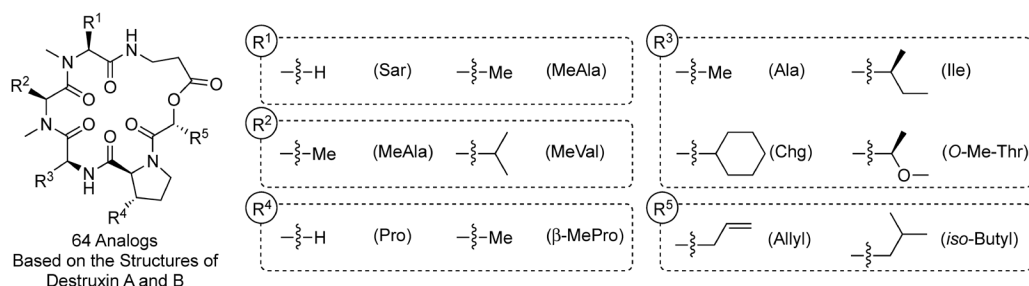 R¹
N
O
H
N
O
O
R²
O
N
O
O
R⁵
O
N
R³
N
H
R⁴
64 Analogs
Based on the Structures of
Destruxin A and B
R¹
H (Sar) Me (MeAla)
R²
Me (MeAla) (MeVal)
R⁴
H (Pro) Me (β-MePro)
R³
Me (Ala) (Ile)
(Chg) O (O-Me-Thr)
R⁵
(Allyl) (iso-Butyl)